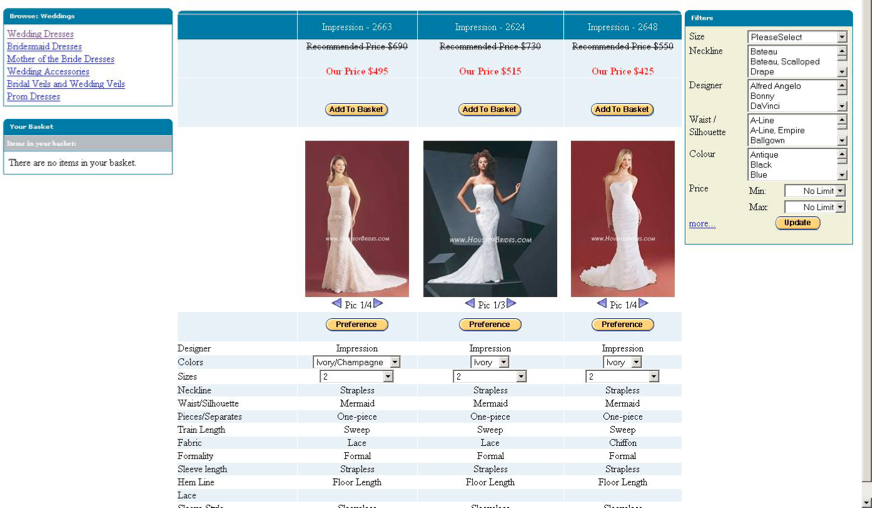 Browse: Weddings
Wedding Dresses
Bridesmaid Dresses
Mother of the Bride Dresses
Wedding Accessories
Bridal Veils and Wedding Veils
Prom Dresses
Your Basket
Items in your basket:
There are no items in your basket.
Impression - 2663 Impression - 2624 Impression - 2648
Recommended Price $690 Recommended Price $730 Recommended Price $550
Our Price $495 Our Price $515 Our Price $425
Add To Basket Add To Basket Add To Basket
www.HouseofBrides.com www.HouseofBrides.com www.HouseofBrides.com
Pic 1/4 Pic 1/3 Pic 1/4
Preference Preference Preference
Designer Impression Impression Impression
Colors Ivory/Champagne Ivory Ivory
Sizes 2 2 2
Neckline Strapless Strapless Strapless
Waist/Silhouette Mermaid Mermaid Mermaid
Pieces/Separates One-piece One-piece One-piece
Train Length Sweep Sweep Sweep
Fabric Lace Lace Chiffon
Formality Formal Formal Formal
Sleeve length Strapless Strapless Strapless
Hem Line Floor Length Floor Length Floor Length
Lace
Sleeve Style Sleeveless Sleeveless Sleeveless
Filters
Size PleaseSelect
Neckline Bateau
Bateau, Scalloped
Drape
Designer Alfred Angelo
Bonny
DaVinci
Waist / A-Line
Silhouette A-Line, Empire
Ballgown
Colour Antique
Black
Blue
Price Min: No Limit
Max: No Limit
more... Update